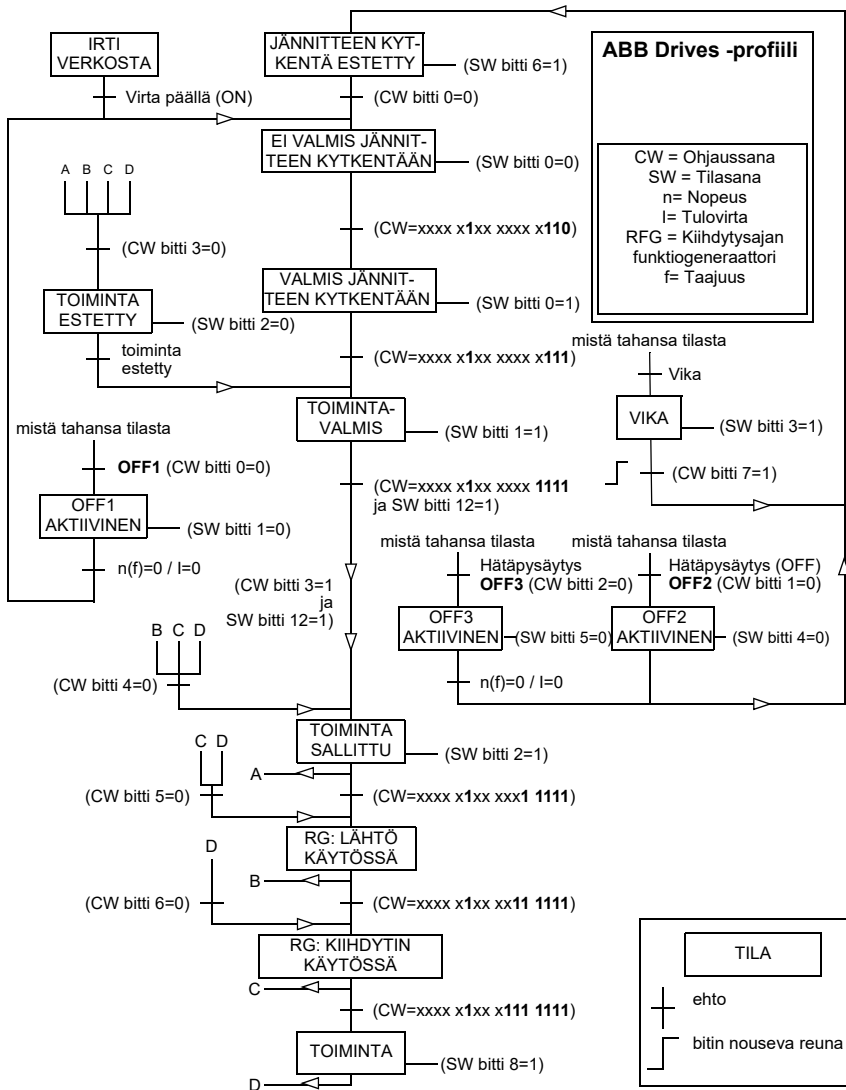 IRTI
VERKOSTA
Virta päällä (ON)
JÄNNITTEEN KYT-
KENTÄ ESTETTY
(SW bitti 6=1)
(CW bitti 0=0)
EI VALMIS JÄNNIT-
TEEN KYTKENTÄÄN
(SW bitti 0=0)
(CW=xxxx x1xx xxxx x110)
VALMIS JÄNNIT-
TEEN KYTKENTÄÄN
(SW bitti 0=1)
(CW=xxxx x1xx xxxx x111)
ABB Drives -profiili
CW = Ohjaussana
SW = Tilasana
n= Nopeus
I= Tulovirta
RFG = Kiihdytysajan
funktiogeneraattori
f= Taajuus
A B C D
(CW bitti 3=0)
TOIMINTA
ESTETTY
(SW bitti 2=0)
toiminta
estetty
TOIMINTA-
VALMIS
(SW bitti 1=1)
(CW=xxxx x1xx xxxx 1111
ja SW bitti 12=1)
mistä tahansa tilasta
Vika
VIKA
(SW bitti 3=1)
(CW bitti 7=1)
mistä tahansa tilasta
OFF1 (CW bitti 0=0)
OFF1
AKTIIVINEN
(SW bitti 1=0)
n(f)=0 / I=0
(CW bitti 3=1
ja
SW bitti 12=1)
mistä tahansa tilasta
Hätäpysäytys
OFF3 (CW bitti 2=0)
OFF3
AKTIIVINEN
(SW bitti 5=0)
n(f)=0 / I=0
mistä tahansa tilasta
Hätäpysäytys (OFF)
OFF2 (CW bitti 1=0)
OFF2
AKTIIVINEN
(SW bitti 4=0)
B C D
(CW bitti 4=0)
TOIMINTA
SALLITTU
(SW bitti 2=1)
A
(CW=xxxx x1xx xxx1 1111)
C D
(CW bitti 5=0)
RG: LÄHTÖ
KÄYTÖSSÄ
B
(CW=xxxx x1xx xx11 1111)
D
(CW bitti 6=0)
RG: KIIHDYTIN
KÄYTÖSSÄ
C
(CW=xxxx x1xx x111 1111)
TOIMINTA
(SW bitti 8=1)
D
TILA
ehto
bitin nouseva reuna